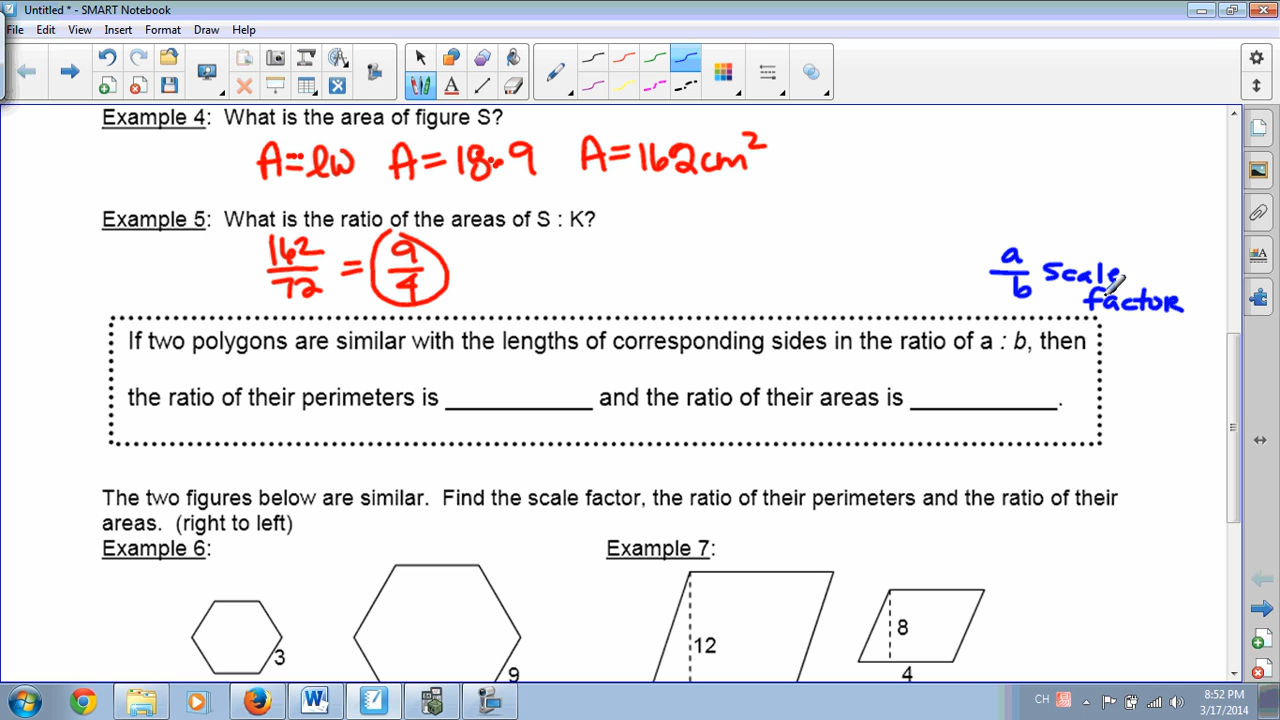 Untitled * - SMART Notebook
File Edit View Insert Format Draw Help
Example 4: What is the area of figure S?
A = lw A = 18 · 9 A = 162 cm²
Example 5: What is the ratio of the areas of S : K?
162/72 = 9/4
a/b scale
factor
If two polygons are similar with the lengths of corresponding sides in the ratio of a : b, then
the ratio of their perimeters is ___________ and the ratio of their areas is ___________.
The two figures below are similar. Find the scale factor, the ratio of their perimeters and the ratio of their
areas. (right to left)
Example 6: Example 7:
3
9
12
8
4
CH
8:52 PM
3/17/2014